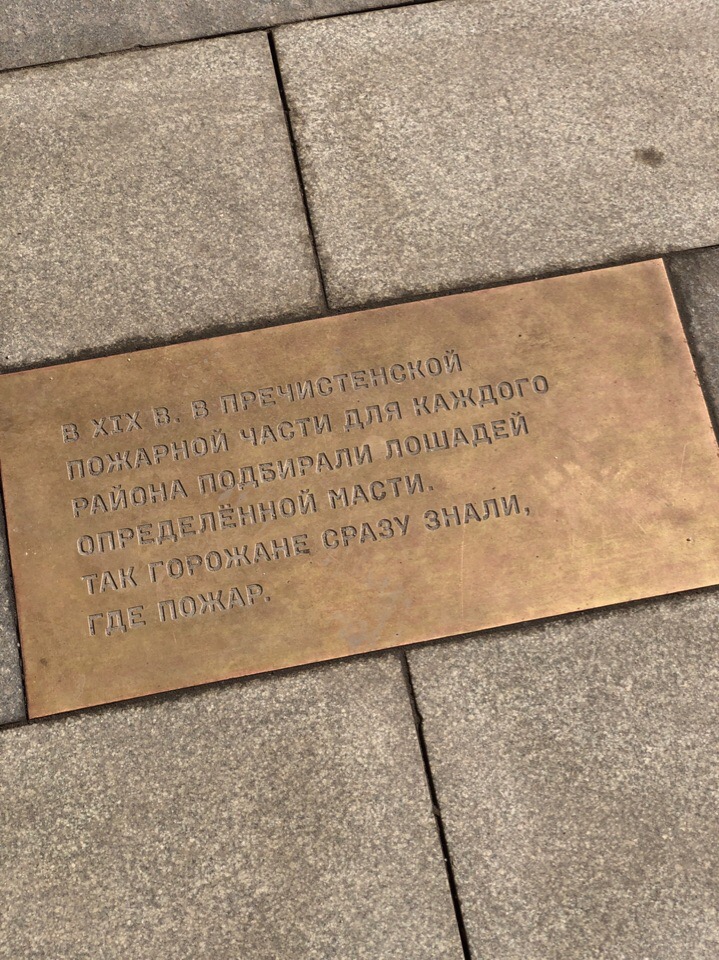 В XIX В. В ПРЕЧИСТЕНСКОЙ
ПОЖАРНОЙ ЧАСТИ ДЛЯ КАЖДОГО
РАЙОНА ПОДБИРАЛИ ЛОШАДЕЙ
ОПРЕДЕЛЁННОЙ МАСТИ.
ТАК ГОРОЖАНЕ СРАЗУ ЗНАЛИ,
ГДЕ ПОЖАР.